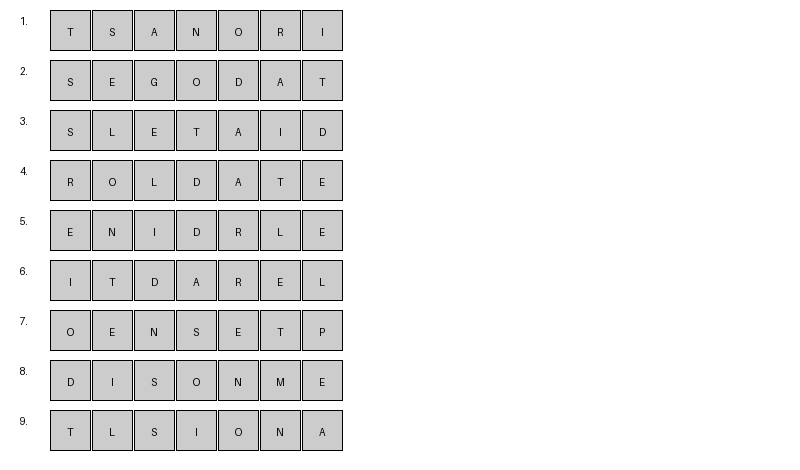 1. T S A N O R I
2. S E G O D A T
3. S L E T A I D
4. R O L D A T E
5. E N I D R L E
6. I T D A R E L
7. O E N S E T P
8. D I S O N M E
9. T L S I O N A